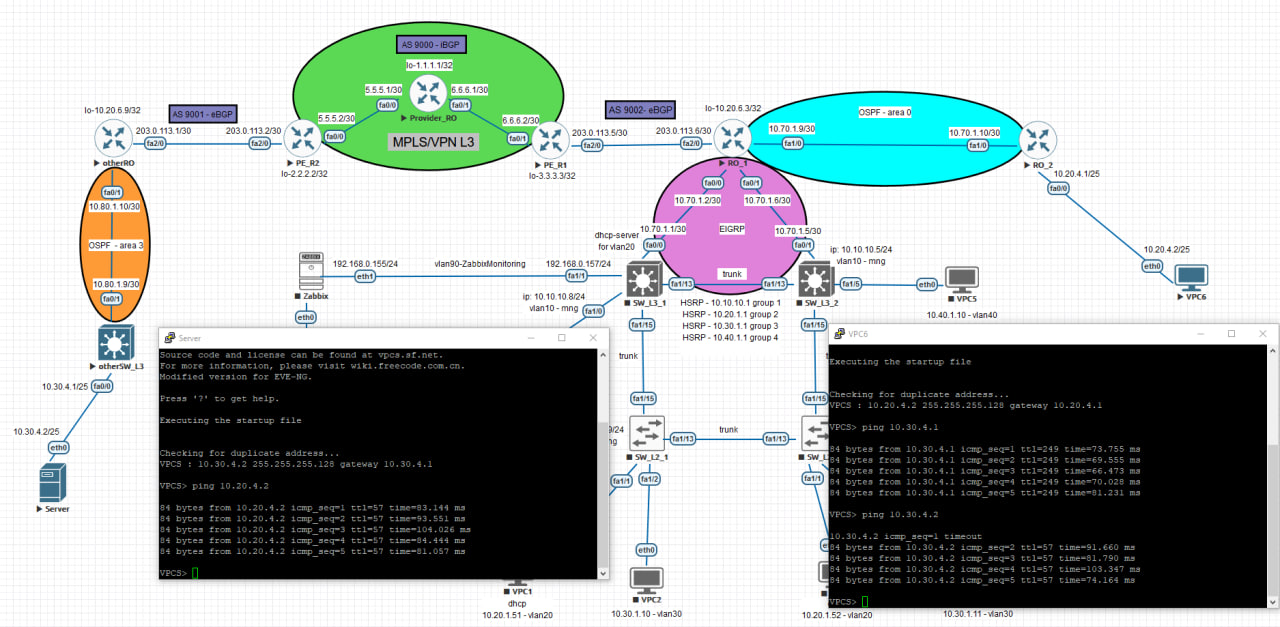 AS 9000 - iBGP
lo-1.1.1.1/32
5.5.5.1/30
6.6.6.1/30
fa0/0
fa0/1
Provider_RO
lo-10.20.6.9/32
AS 9001 - eBGP
5.5.5.2/30
6.6.6.2/30
AS 9002- eBGP
lo-10.20.6.3/32
OSPF - area 0
203.0.113.1/30
203.0.113.2/30
fa0/0
MPLS/VPN L3
fa0/1
203.0.113.5/30
203.0.113.6/30
10.70.1.9/30
10.70.1.10/30
fa2/0
fa2/0
fa2/0
fa2/0
fa1/0
fa1/0
otherRO
PE_R2
PE_R1
RO_1
RO_2
lo-2.2.2.2/32
lo-3.3.3.3/32
10.20.4.1/25
fa0/1
fa0/0
fa0/1
fa0/0
10.80.1.10/30
10.70.1.2/30
10.70.1.6/30
dhcp-server
for vlan20
10.70.1.1/30
EIGRP
10.70.1.5/30
OSPF - area 3
fa0/0
fa0/1
ip: 10.10.10.5/24
vlan10 - mng
10.20.4.2/25
ZABBIX
192.168.0.155/24
vlan90-ZabbixMonitoring
192.168.0.157/24
eth0
10.80.1.9/30
eth1
fa1/1
trunk
fa1/13
fa1/13
fa1/5
eth0
fa0/1
Zabbix
ip: 10.10.10.8/24
vlan10 - mng
SW_L3_1
SW_L3_2
VPC5
VPC6
eth0
fa1/0
HSRP - 10.10.10.1 group 1
HSRP - 10.20.1.1 group 2
HSRP - 10.30.1.1 group 3
HSRP - 10.40.1.1 group 4
10.40.1.10 - vlan40
fa1/15
fa1/15
trunk
otherSW_L3
10.30.4.1/25
fa0/0
fa1/15
fa1/15
10.30.4.2/25
eth0
9/24
ng
fa1/13
trunk
fa1/13
SW_L2_1
SW_L2_
fa1/1
fa1/2
fa1/1
Server
eth0
VPC1
dhcp
10.20.1.51 - vlan20
VPC2
10.30.1.10 - vlan30
10.20.1.52 - vlan20
10.30.1.11 - vlan30
Server
Source code and license can be found at vpcs.sf.net.
For more information, please visit wiki.freecode.com.cn.
Modified version for EVE-NG.
Press '?' to get help.
Executing the startup file
Checking for duplicate address...
VPCS : 10.30.4.2 255.255.255.128 gateway 10.30.4.1
VPCS> ping 10.20.4.2
84 bytes from 10.20.4.2 icmp_seq=1 ttl=57 time=83.144 ms
84 bytes from 10.20.4.2 icmp_seq=2 ttl=57 time=93.551 ms
84 bytes from 10.20.4.2 icmp_seq=3 ttl=57 time=104.026 ms
84 bytes from 10.20.4.2 icmp_seq=4 ttl=57 time=84.444 ms
84 bytes from 10.20.4.2 icmp_seq=5 ttl=57 time=81.057 ms
VPCS>
VPC6
Executing the startup file
Checking for duplicate address...
VPCS : 10.20.4.2 255.255.255.128 gateway 10.20.4.1
VPCS> ping 10.30.4.1
84 bytes from 10.30.4.1 icmp_seq=1 ttl=249 time=73.755 ms
84 bytes from 10.30.4.1 icmp_seq=2 ttl=249 time=69.555 ms
84 bytes from 10.30.4.1 icmp_seq=3 ttl=249 time=66.473 ms
84 bytes from 10.30.4.1 icmp_seq=4 ttl=249 time=70.028 ms
84 bytes from 10.30.4.1 icmp_seq=5 ttl=249 time=81.231 ms
VPCS> ping 10.30.4.2
10.30.4.2 icmp_seq=1 timeout
84 bytes from 10.30.4.2 icmp_seq=2 ttl=57 time=91.660 ms
84 bytes from 10.30.4.2 icmp_seq=3 ttl=57 time=81.790 ms
84 bytes from 10.30.4.2 icmp_seq=4 ttl=57 time=103.347 ms
84 bytes from 10.30.4.2 icmp_seq=5 ttl=57 time=74.164 ms
VPCS>